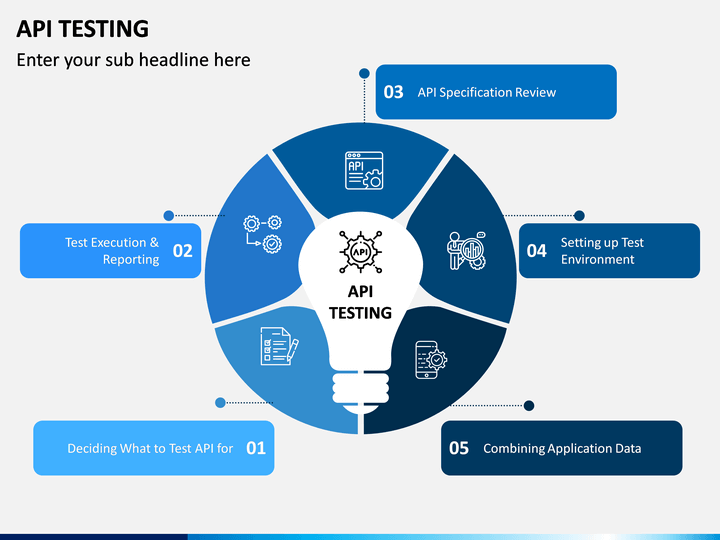 API TESTING
Enter your sub headline here
03 API Specification Review
API
Test Execution &
Reporting
02
04
Setting up Test
Environment
API
API
TESTING
Deciding What to Test API for 01
05 Combining Application Data